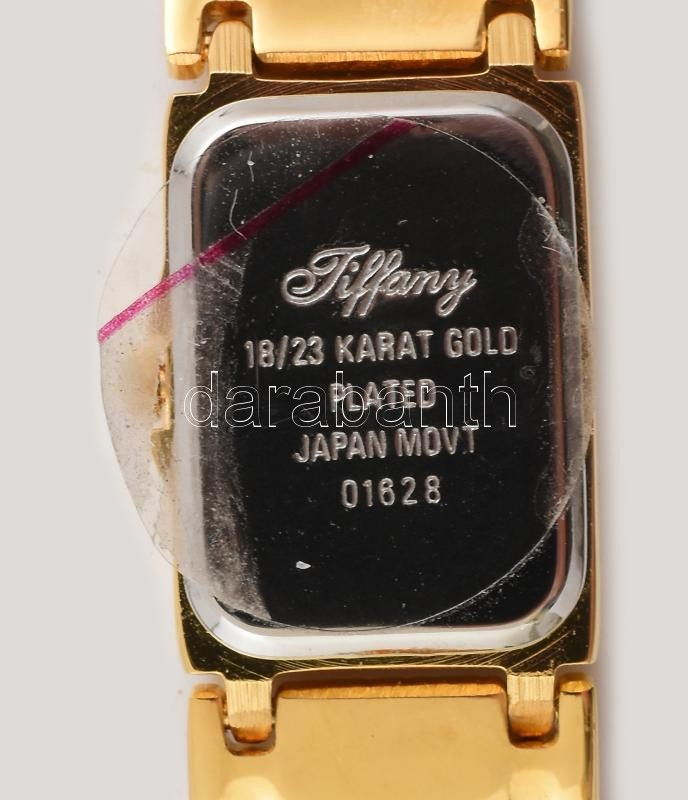 Tiffany
18/23 KARAT GOLD
PLATED
darabanth
JAPAN MOVT
01628